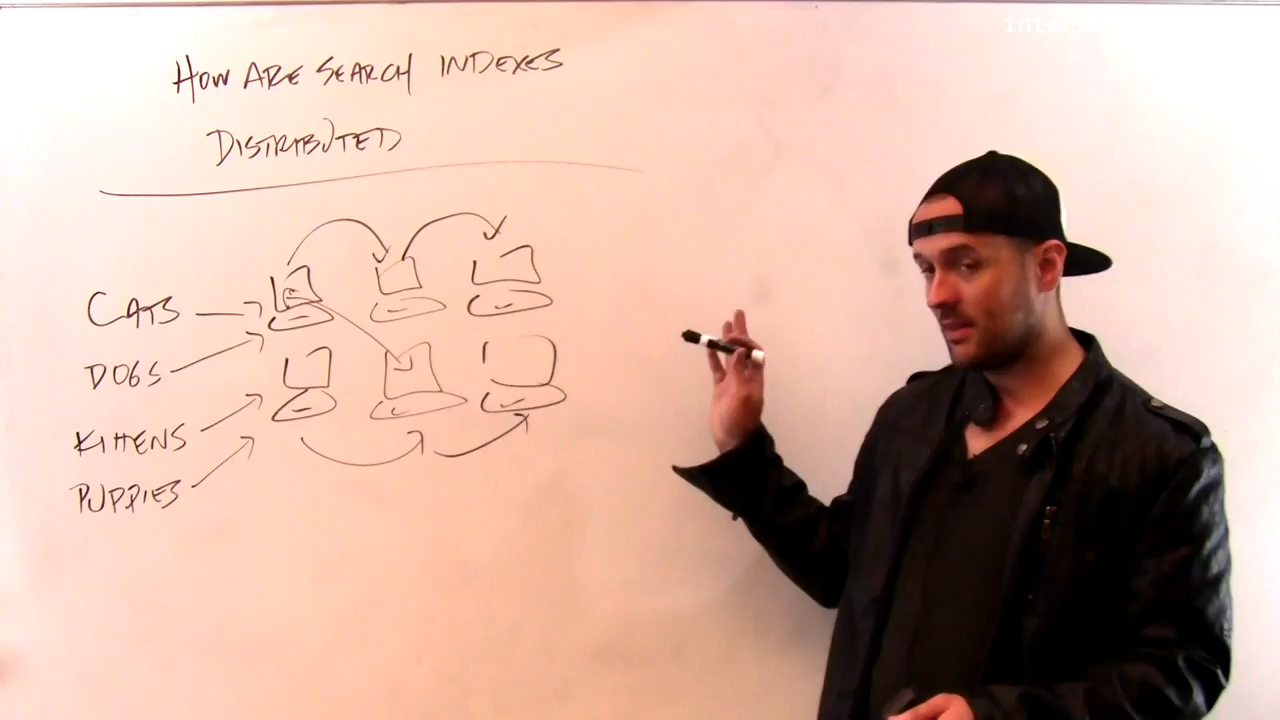 HOW ARE SEARCH INDEXES
DISTRIBUTED
CATS
DOGS
KITTENS
PUPPIES